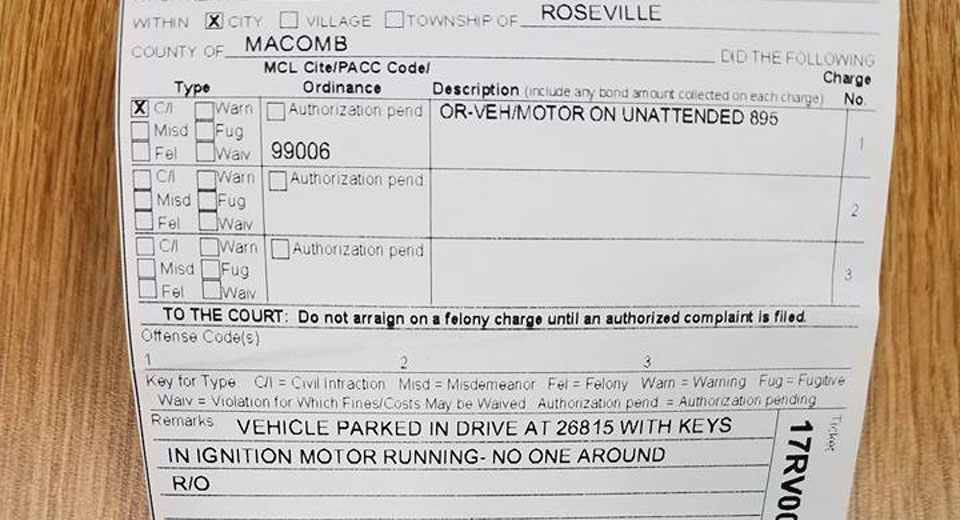 WITHIN X CITY VILLAGE TOWNSHIP OF ROSEVILLE
COUNTY OF MACOMB DID THE FOLLOWING
Type MCL Cite/PACC Code/ Ordinance Description (include any bond amount collected on each charge) Charge No.
X C/I Warn Authorization pend OR-VEH/MOTOR ON UNATTENDED 895
Misd Fug 1
Fel Waiv 99006
C/I Warn Authorization pend.
Misd Fug 2
Fel Waiv
C/I Warn Authorization pend.
Misd Fug 3
Fel Waiv
TO THE COURT: Do not arraign on a felony charge until an authorized complaint is filed.
Offense Code(s)
1 2 3
Key for Type C/I = Civil Infraction Misd = Misdemeanor Fel = Felony Warn = Warning Fug = Fugitive
Waiv = Violation for Which Fines/Costs May be Waived Authorization pend = Authorization pending
Remarks VEHICLE PARKED IN DRIVE AT 26815 WITH KEYS
IN IGNITION MOTOR RUNNING- NO ONE AROUND
R/O
Ticket
17RV00